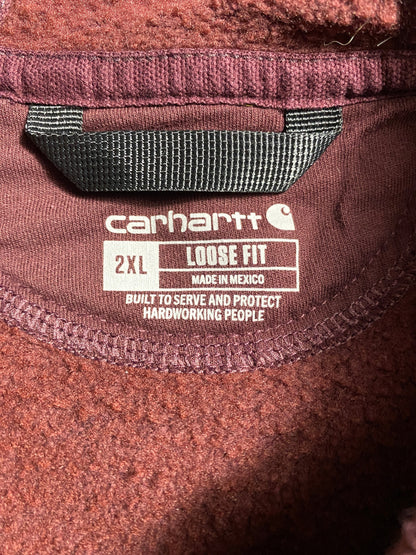 carhartt
2XL
LOOSE FIT
MADE IN MEXICO
BUILT TO SERVE AND PROTECT
HARDWORKING PEOPLE